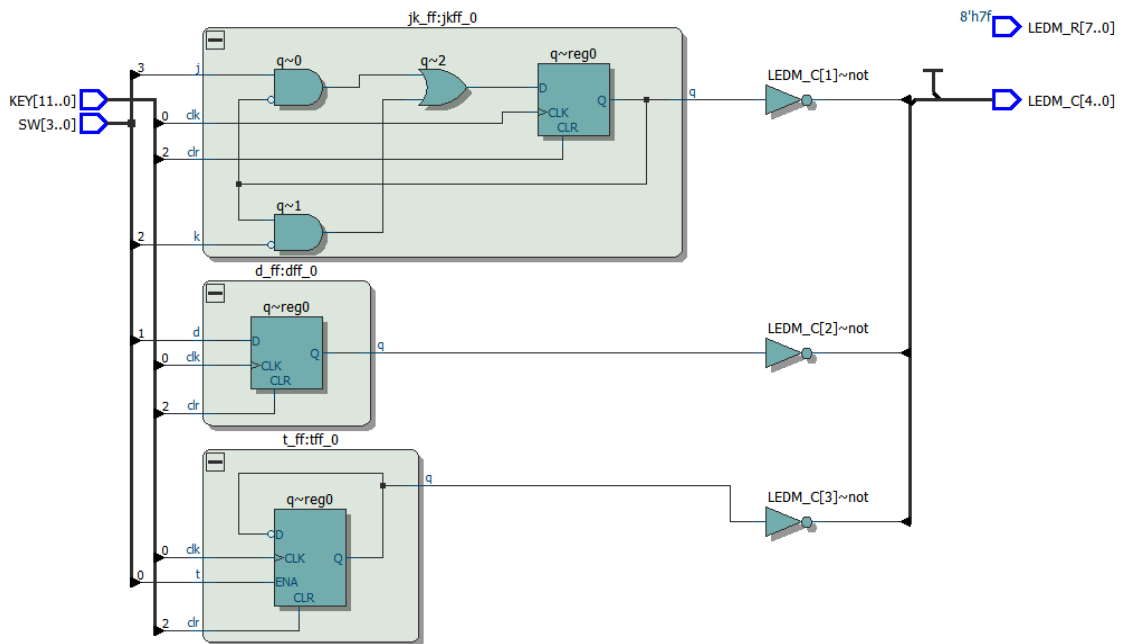 jk_ff:jkff_0
8'h7f
LEDM_R[7..0]
q~0
q~2
q~reg0
3
j
D
Q
q
LEDM_C[1]~not
KEY[11..0]
LEDM_C[4..0]
SW[3..0]
0
clk
CLK
CLR
2
clr
q~1
2
k
d_ff:dff_0
q~reg0
LEDM_C[2]~not
1
d
D
Q
q
0
clk
CLK
CLR
2
clr
t_ff:tff_0
q
q~reg0
LEDM_C[3]~not
D
0
clk
CLK
Q
0
t
ENA
CLR
2
clr